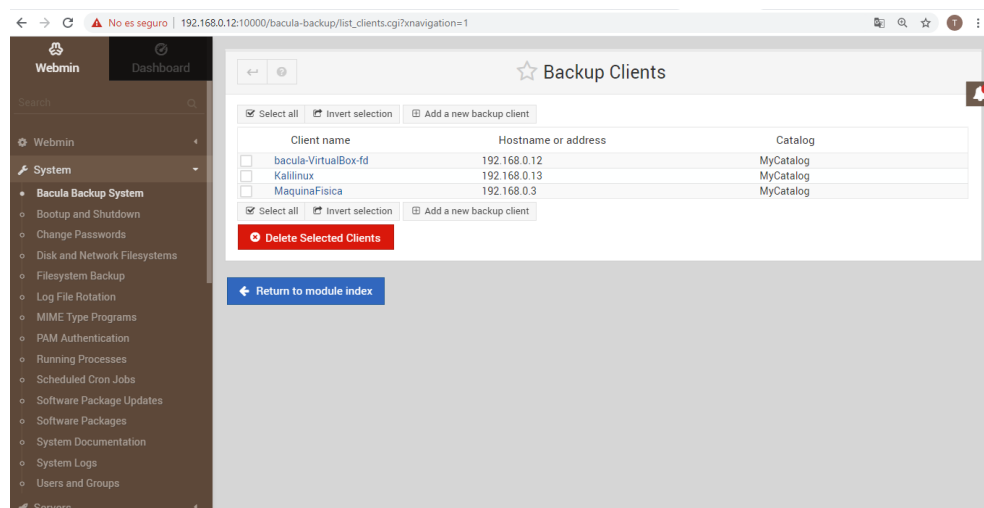 No es seguro | 192.168.0.12:10000/bacula-backup/list_clients.cgi?xnavigation=1
T
Webmin
Dashboard
Search
Webmin
System
Bacula Backup System
Bootup and Shutdown
Change Passwords
Disk and Network Filesystems
Filesystem Backup
Log File Rotation
MIME Type Programs
PAM Authentication
Running Processes
Scheduled Cron Jobs
Software Package Updates
Software Packages
System Documentation
System Logs
Users and Groups
Servers
Backup Clients
Select all Invert selection Add a new backup client
Client name Hostname or address Catalog
bacula-VirtualBox-fd 192.168.0.12 MyCatalog
Kalilinux 192.168.0.13 MyCatalog
MaquinaFisica 192.168.0.3 MyCatalog
Select all Invert selection Add a new backup client
Delete Selected Clients
Return to module index